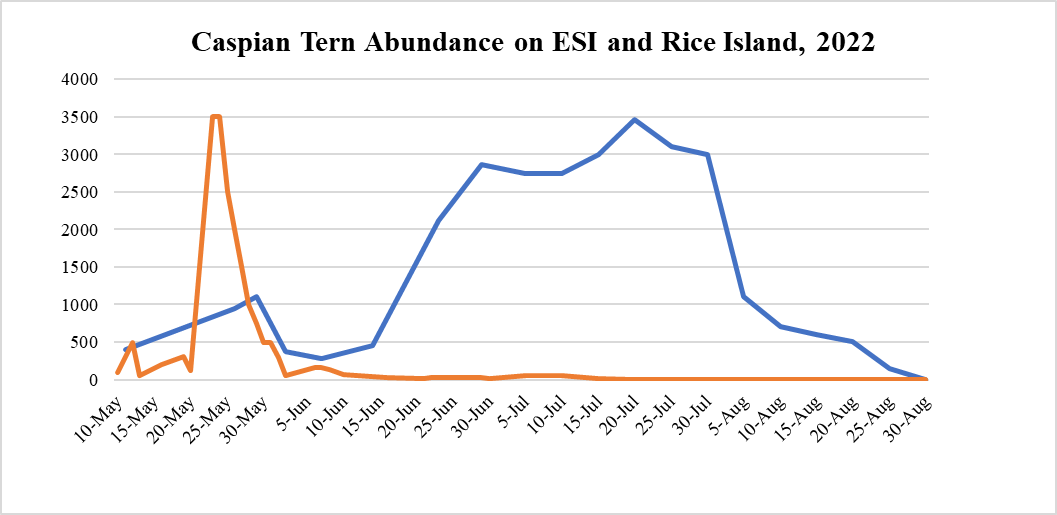 Caspian Tern Abundance on ESI and Rice Island, 2022
4000
3500
3000
2500
2000
1500
1000
500
0
10-May
15-May
20-May
25-May
30-May
5-Jun
10-Jun
15-Jun
20-Jun
25-Jun
30-Jun
5-Jul
10-Jul
15-Jul
20-Jul
25-Jul
30-Jul
5-Aug
10-Aug
15-Aug
20-Aug
25-Aug
30-Aug